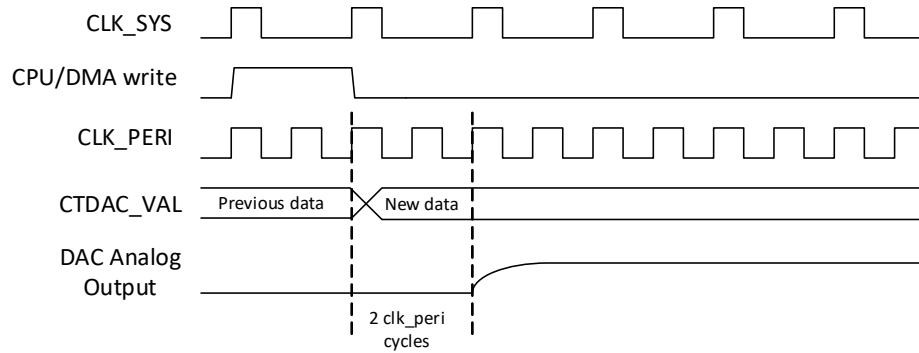 CLK_SYS
CPU/DMA write
CLK_PERI
CTDAC_VAL
Previous data
New data
DAC Analog
Output
2 clk_peri
cycles